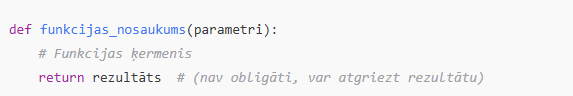 def funkcijas_nosaukums(parametri):
    # Funkcijas ķermenis
    return rezultāts  # (nav obligāti, var atgriezt rezultātu)